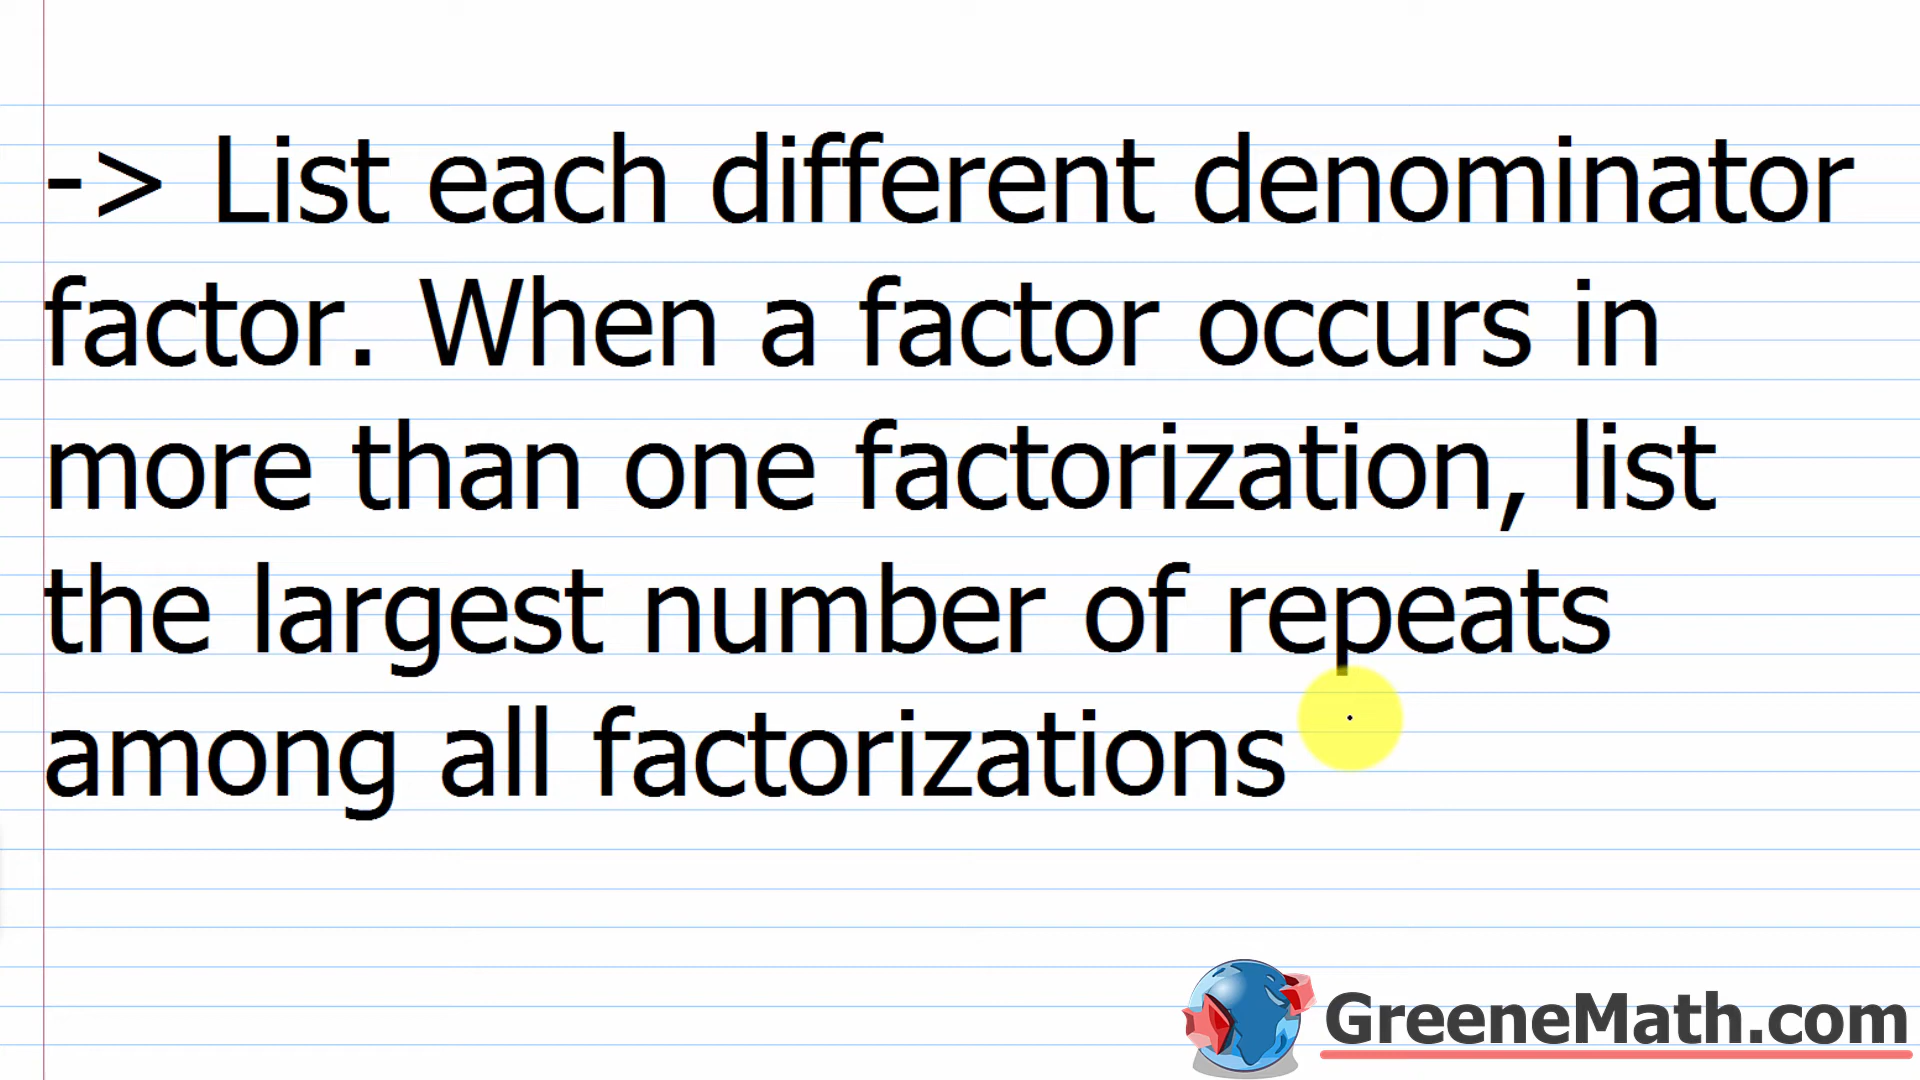 -> List each different denominator
factor. When a factor occurs in
more than one factorization, list
the largest number of repeats
among all factorizations
GreeneMath.com